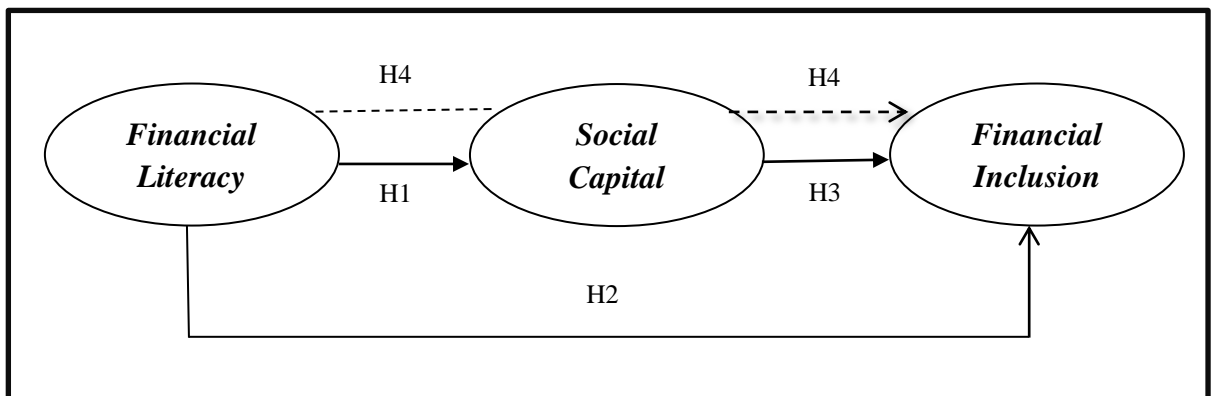 H4
H4
Financial
Literacy
Social
Capital
Financial
Inclusion
H1
H3
H2